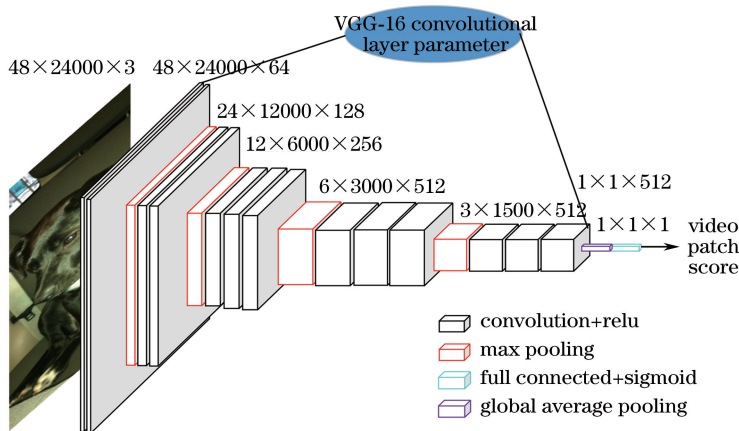 VGG-16 convolutional
layer parameter
48×24000×3
48×24000×64
24×12000×128
12×6000×256
6×3000×512
3×1500×512
1×1×512
1×1×1
video
patch
score
convolution+relu
max pooling
full connected+sigmoid
global average pooling